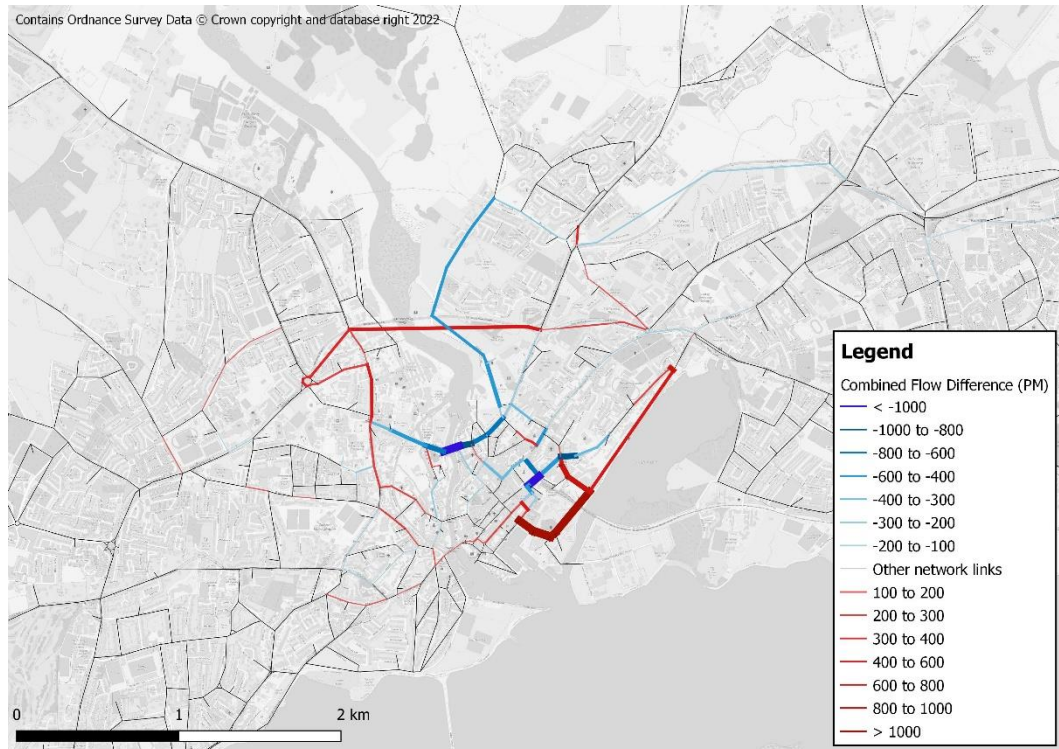 Contains Ordnance Survey Data © Crown copyright and database right 2022
Legend
Combined Flow Difference (PM)
< -1000
-1000 to -800
-800 to -600
-600 to -400
-400 to -300
-300 to -200
-200 to -100
Other network links
100 to 200
200 to 300
300 to 400
400 to 600
600 to 800
800 to 1000
> 1000
0 1 2 km